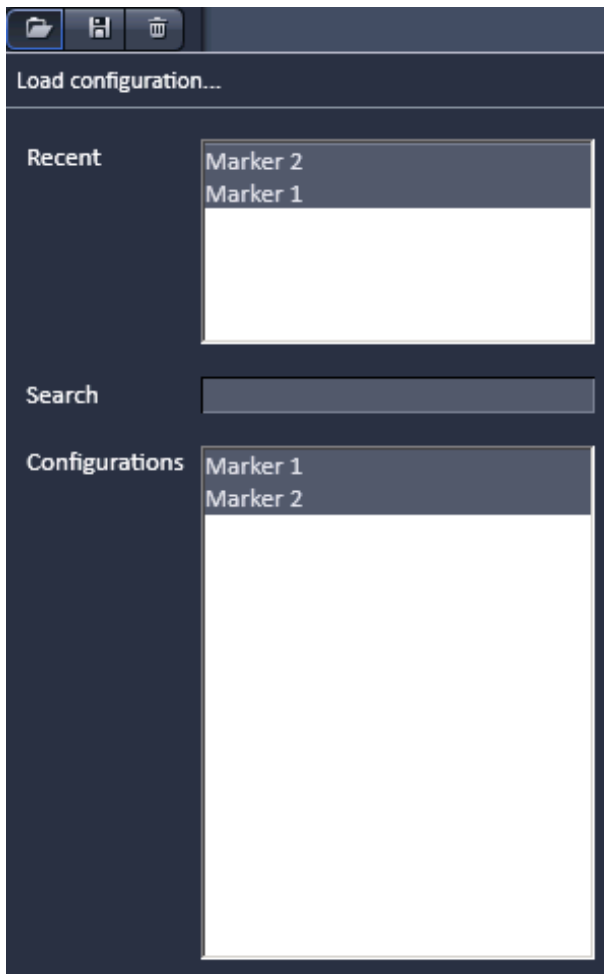 Load configuration...
Recent
Marker 2
Marker 1
Search
Configurations
Marker 1
Marker 2